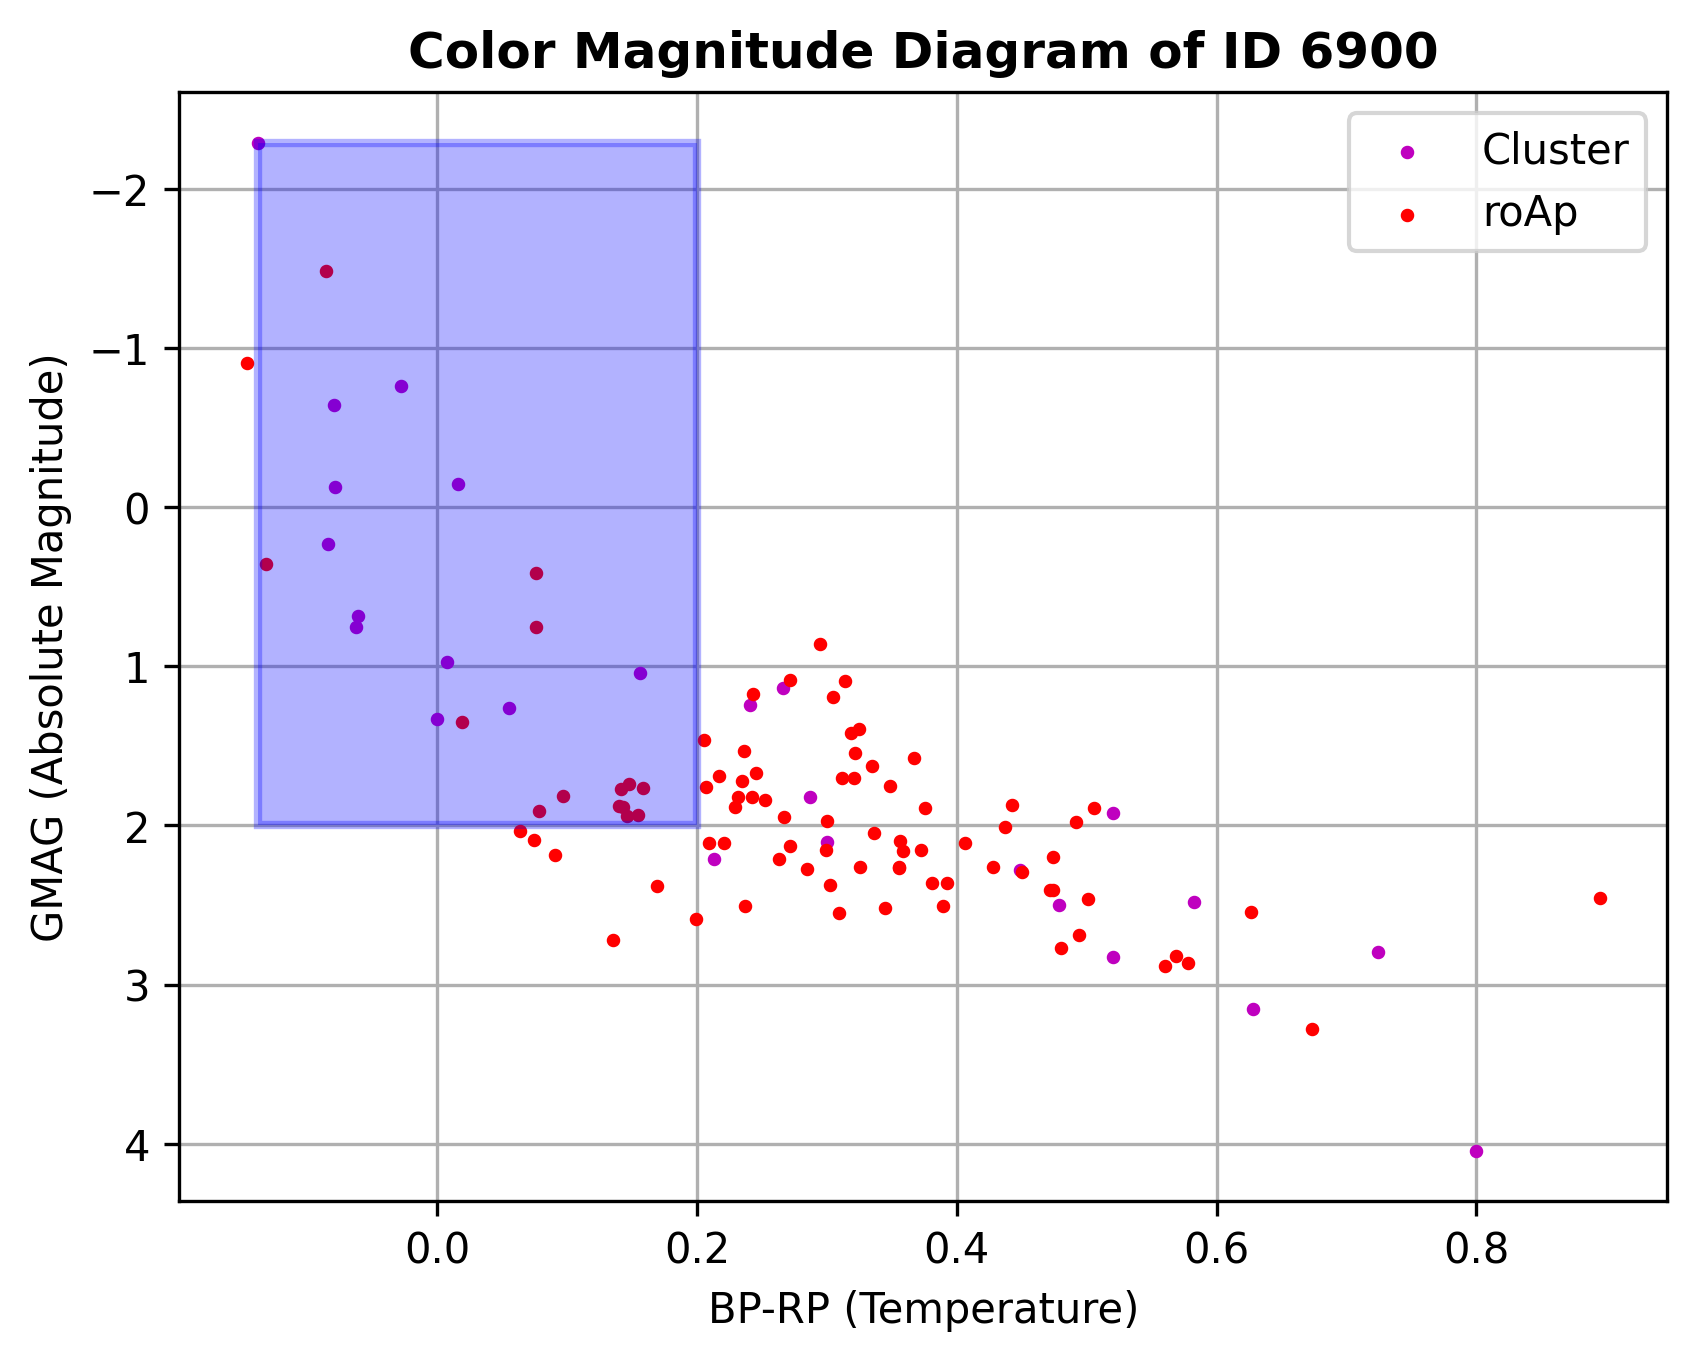 Color Magnitude Diagram of ID 6900
Cluster
roAp
−2
−1
0
1
2
3
4
GMAG (Absolute Magnitude)
0.0 0.2 0.4 0.6 0.8
BP-RP (Temperature)